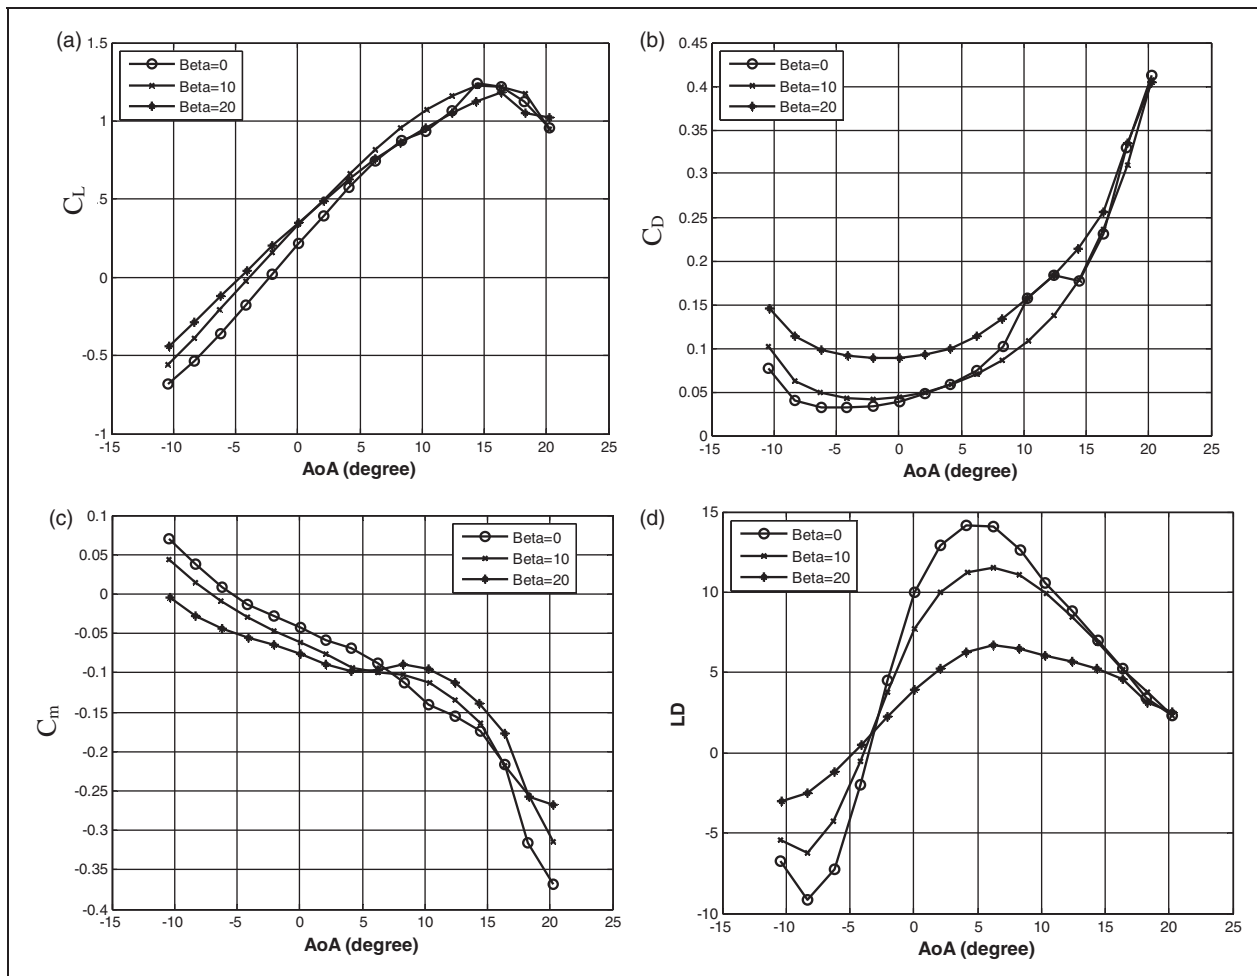 (a)
1.5
1
.5
0
-0.5
-1
C_L
Beta=0
Beta=10
Beta=20
-15 -10 -5 0 5 10 15 20 25
AoA (degree)
(b)
0.45
0.4
0.35
0.3
0.25
0.2
0.15
0.1
0.05
0
C_D
Beta=0
Beta=10
Beta=20
-15 -10 -5 0 5 10 15 20 25
AoA (degree)
(c)
0.1
0.05
0
-0.05
-0.1
-0.15
-0.2
-0.25
-0.3
-0.35
-0.4
C_m
Beta=0
Beta=10
Beta=20
-15 -10 -5 0 5 10 15 20 25
AoA (degree)
(d)
15
10
5
0
-5
-10
LD
Beta=0
Beta=10
Beta=20
-15 -10 -5 0 5 10 15 20 25
AoA (degree)